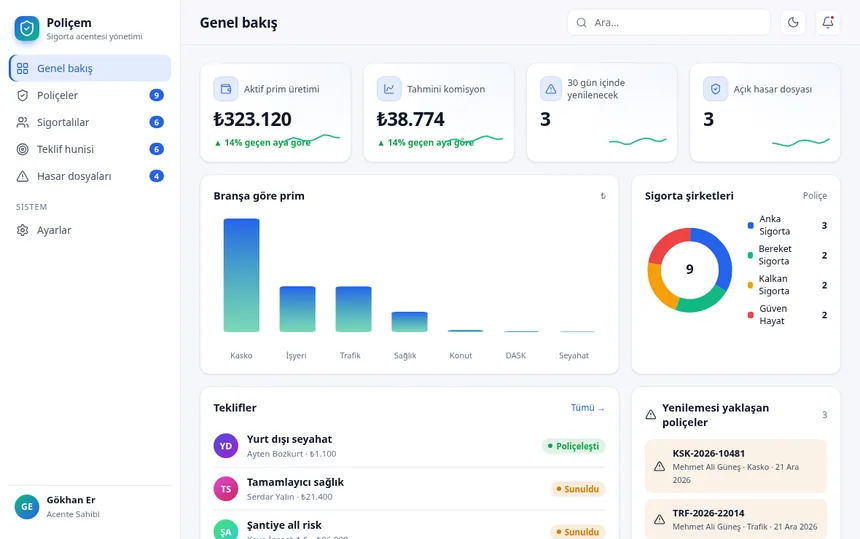 Poliçem
Sigorta acentesi yönetimi
Genel bakış
Poliçeler 9
Sigortalılar 6
Teklif hunisi 6
Hasar dosyaları 4
SİSTEM
Ayarlar
GE
Gökhan Er
Acente Sahibi
Genel bakış
Ara...
Aktif prim üretimi
₺323.120
▲ 14% geçen aya göre
Tahmini komisyon
₺38.774
▲ 14% geçen aya göre
30 gün içinde
yenilenecek
3
Açık hasar dosyası
3
Branşa göre prim ₺
Kasko İşyeri Trafik Sağlık Konut DASK Seyahat
Sigorta şirketleri Poliçe
9
Anka
Sigorta 3
Bereket
Sigorta 2
Kalkan
Sigorta 2
Güven
Hayat 2
Teklifler Tümü →
YD
Yurt dışı seyahat
Ayten Bozkurt · ₺1.100
Poliçeleşti
TS
Tamamlayıcı sağlık
Serdar Yalın · ₺21.400
Sunuldu
ŞA
Şantiye all risk
Sunuldu
Yenilemesi yaklaşan
poliçeler 3
KSK-2026-10481
Mehmet Ali Güneş · Kasko · 21 Ara
2026
TRF-2026-22014
Mehmet Ali Güneş · Trafik · 21 Ara 2026